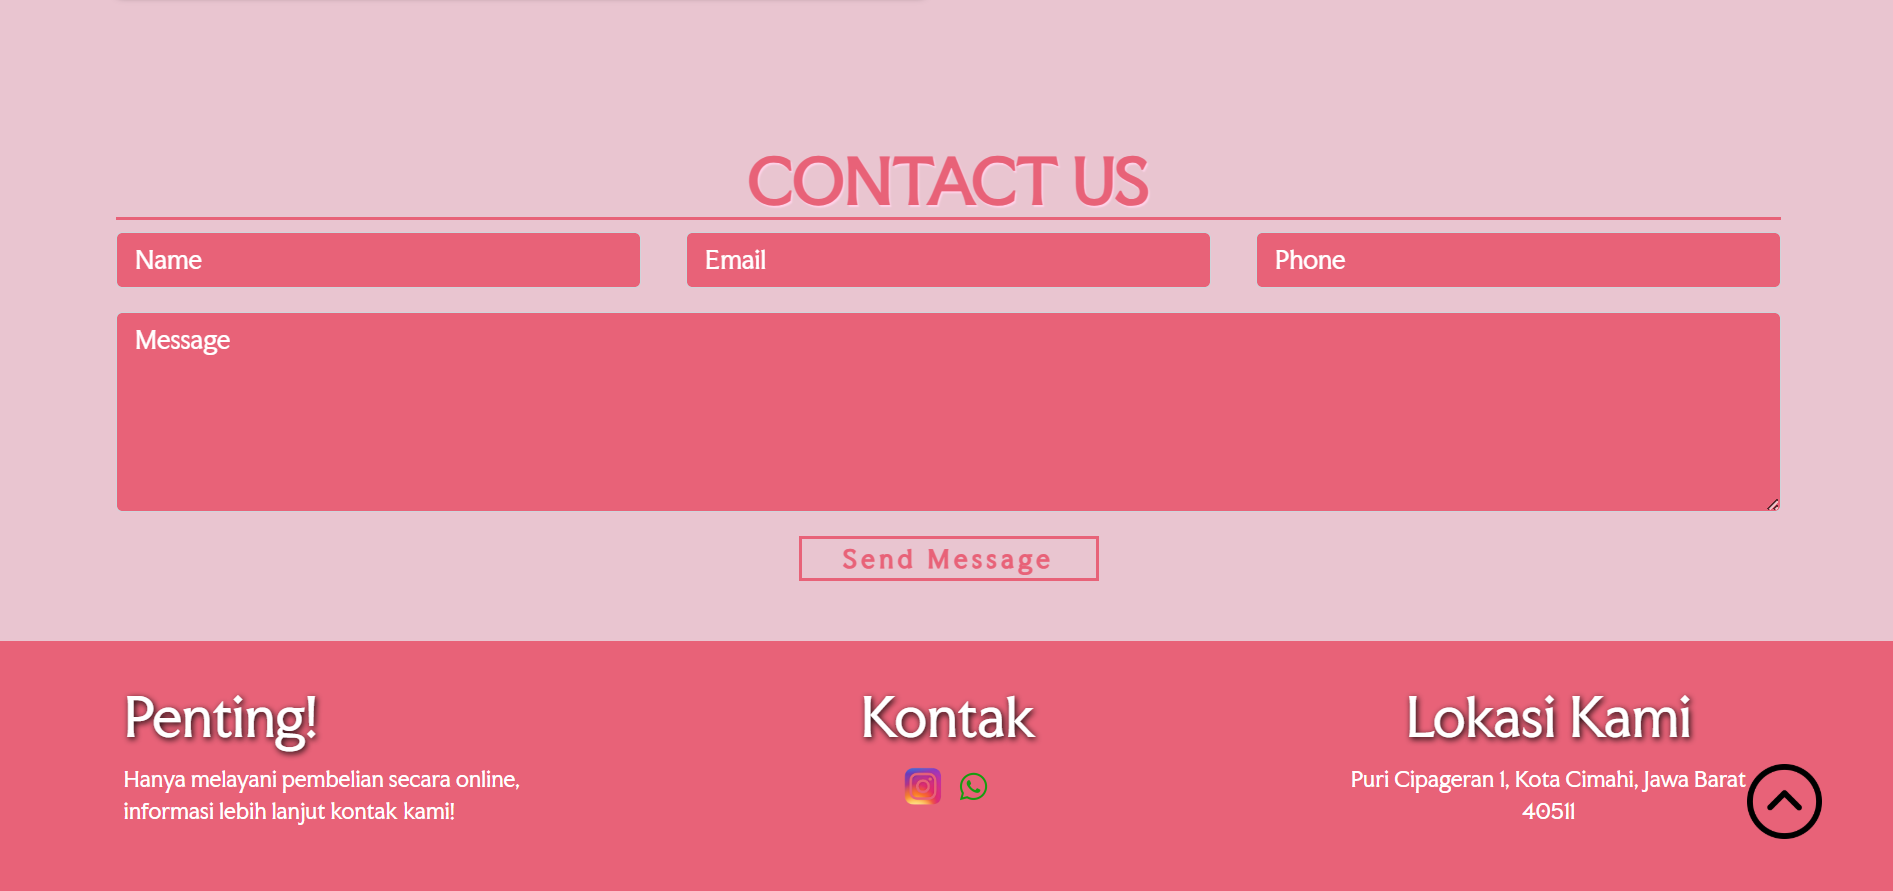 CONTACT US
Name
Email
Phone
Message
Send Message
Penting!
Hanya melayani pembelian secara online,
informasi lebih lanjut kontak kami!
Kontak
Lokasi Kami
Puri Cipageran 1, Kota Cimahi, Jawa Barat
40511